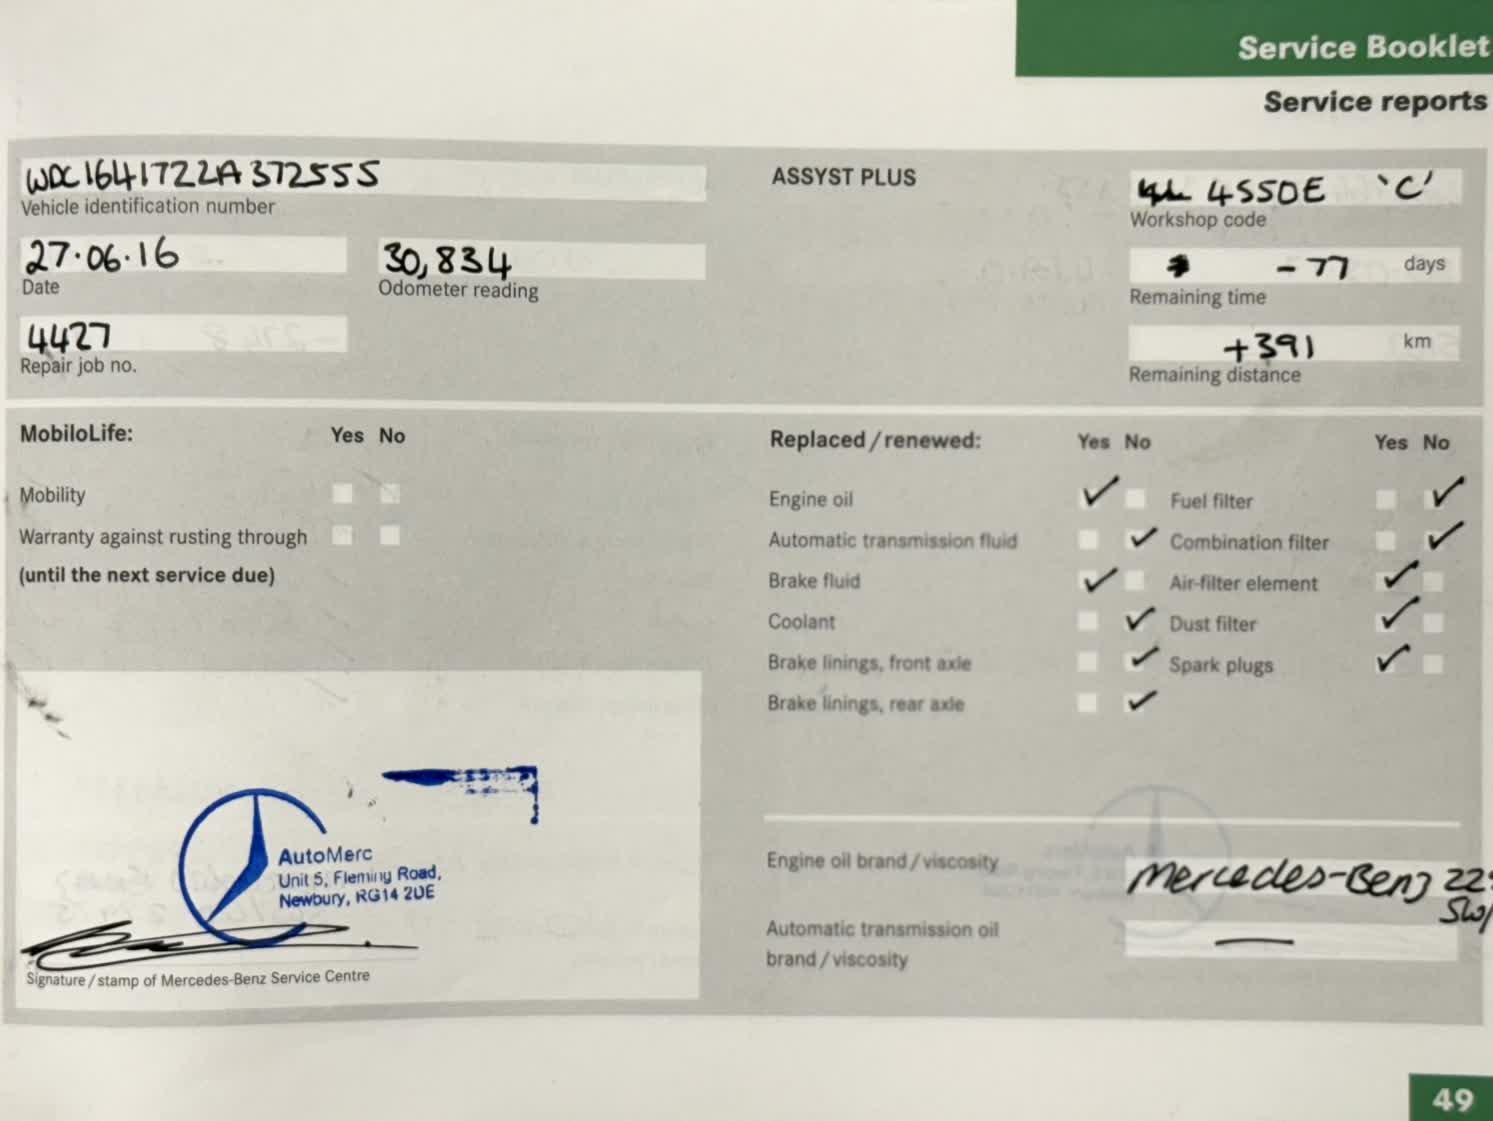 Service Booklet
Service reports
WDC1641722A372555
Vehicle identification number
27.06.16
Date
30,834
Odometer reading
4427
Repair job no.
ASSYST PLUS
4550E 'C'
Workshop code
-77 days
Remaining time
+391 km
Remaining distance
MobiloLife: Yes No
Mobility
Warranty against rusting through
(until the next service due)
Replaced / renewed: Yes No Yes No
Engine oil Fuel filter
Automatic transmission fluid Combination filter
Brake fluid Air-filter element
Coolant Dust filter
Brake linings, front axle Spark plugs
Brake linings, rear axle
AutoMerc
Unit 5, Fleming Road,
Newbury, RG14 2DE
Signature / stamp of Mercedes-Benz Service Centre
Engine oil brand / viscosity
Mercedes-Benz
Automatic transmission oil
brand / viscosity
—
49